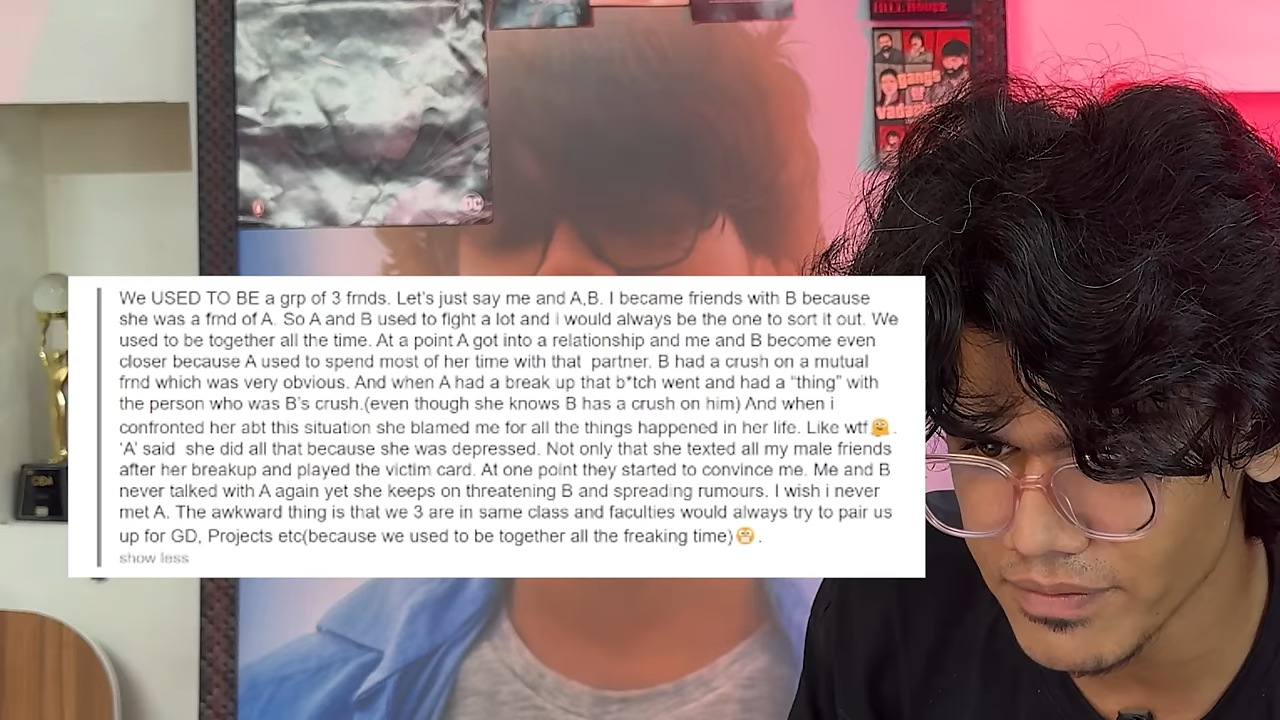 HILL HOUSE
GANGS
OF
DC
We USED TO BE a grp of 3 frnds. Let's just say me and A,B. I became friends with B because
she was a frnd of A. So A and B used to fight a lot and i would always be the one to sort it out. We
used to be together all the time. At a point A got into a relationship and me and B become even
closer because A used to spend most of her time with that partner. B had a crush on a mutual
frnd which was very obvious. And when A had a break up that b*tch went and had a “thing” with
the person who was B's crush.(even though she knows B has a crush on him) And when i
confronted her abt this situation she blamed me for all the things happened in her life. Like wtf🤗.
'A' said she did all that because she was depressed. Not only that she texted all my male friends
after her breakup and played the victim card. At one point they started to convince me. Me and B
never talked with A again yet she keeps on threatening B and spreading rumours. I wish i never
met A. The awkward thing is that we 3 are in same class and faculties would always try to pair us
up for GD, Projects etc(because we used to be together all the freaking time)😬.
show less